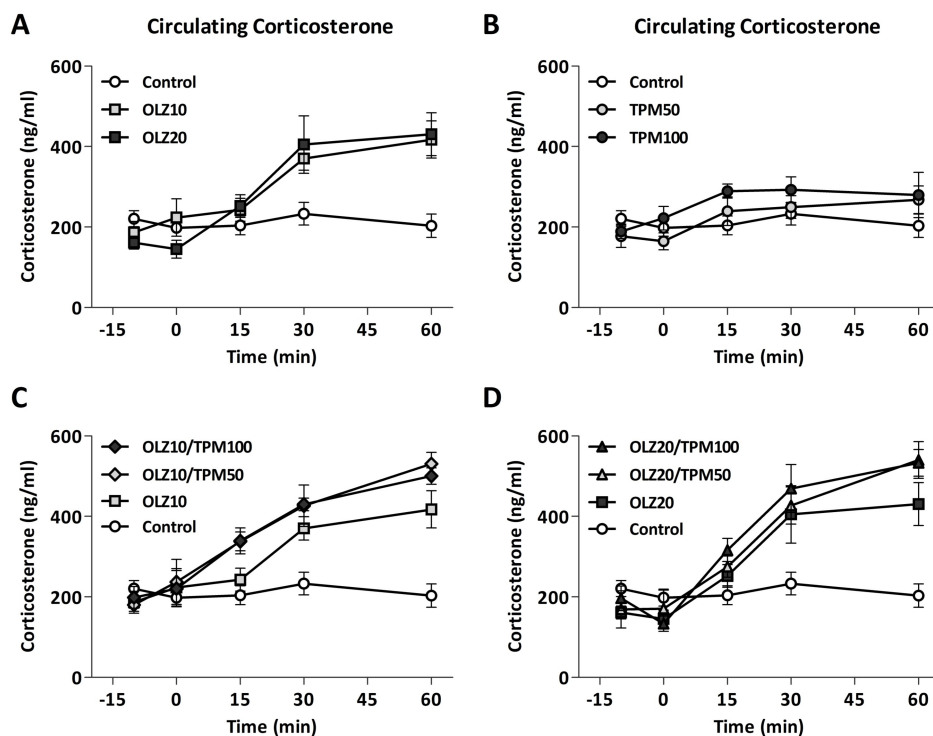 A
Circulating Corticosterone
Corticosterone (ng/ml)
600
400
200
0
Control
OLZ10
OLZ20
-15
0
15
30
45
60
Time (min)
B
Circulating Corticosterone
Corticosterone (ng/ml)
600
400
200
0
Control
TPM50
TPM100
-15
0
15
30
45
60
Time (min)
C
Corticosterone (ng/ml)
600
400
200
0
OLZ10/TPM100
OLZ10/TPM50
OLZ10
Control
-15
0
15
30
45
60
Time (min)
D
Corticosterone (ng/ml)
600
400
200
0
OLZ20/TPM100
OLZ20/TPM50
OLZ20
Control
-15
0
15
30
45
60
Time (min)